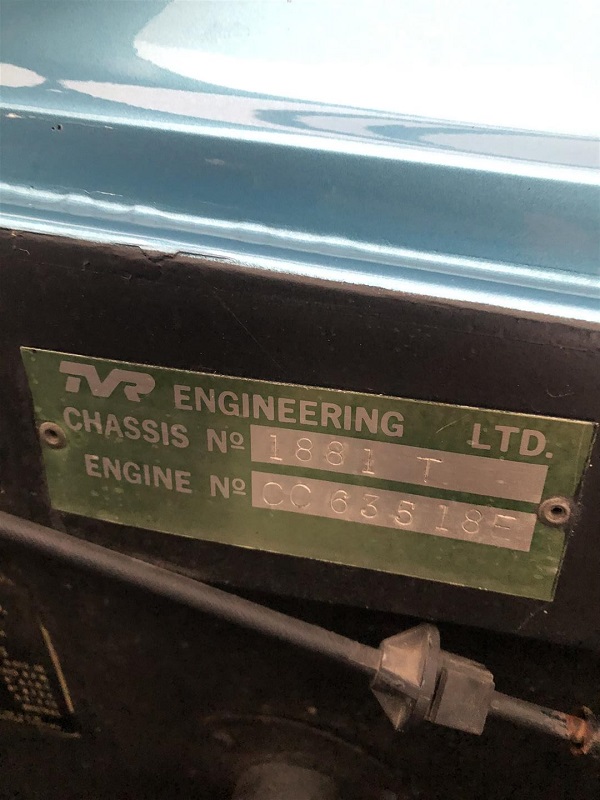 TVR ENGINEERING LTD.
CHASSIS Nº 1881 T
ENGINE Nº CC 63518E